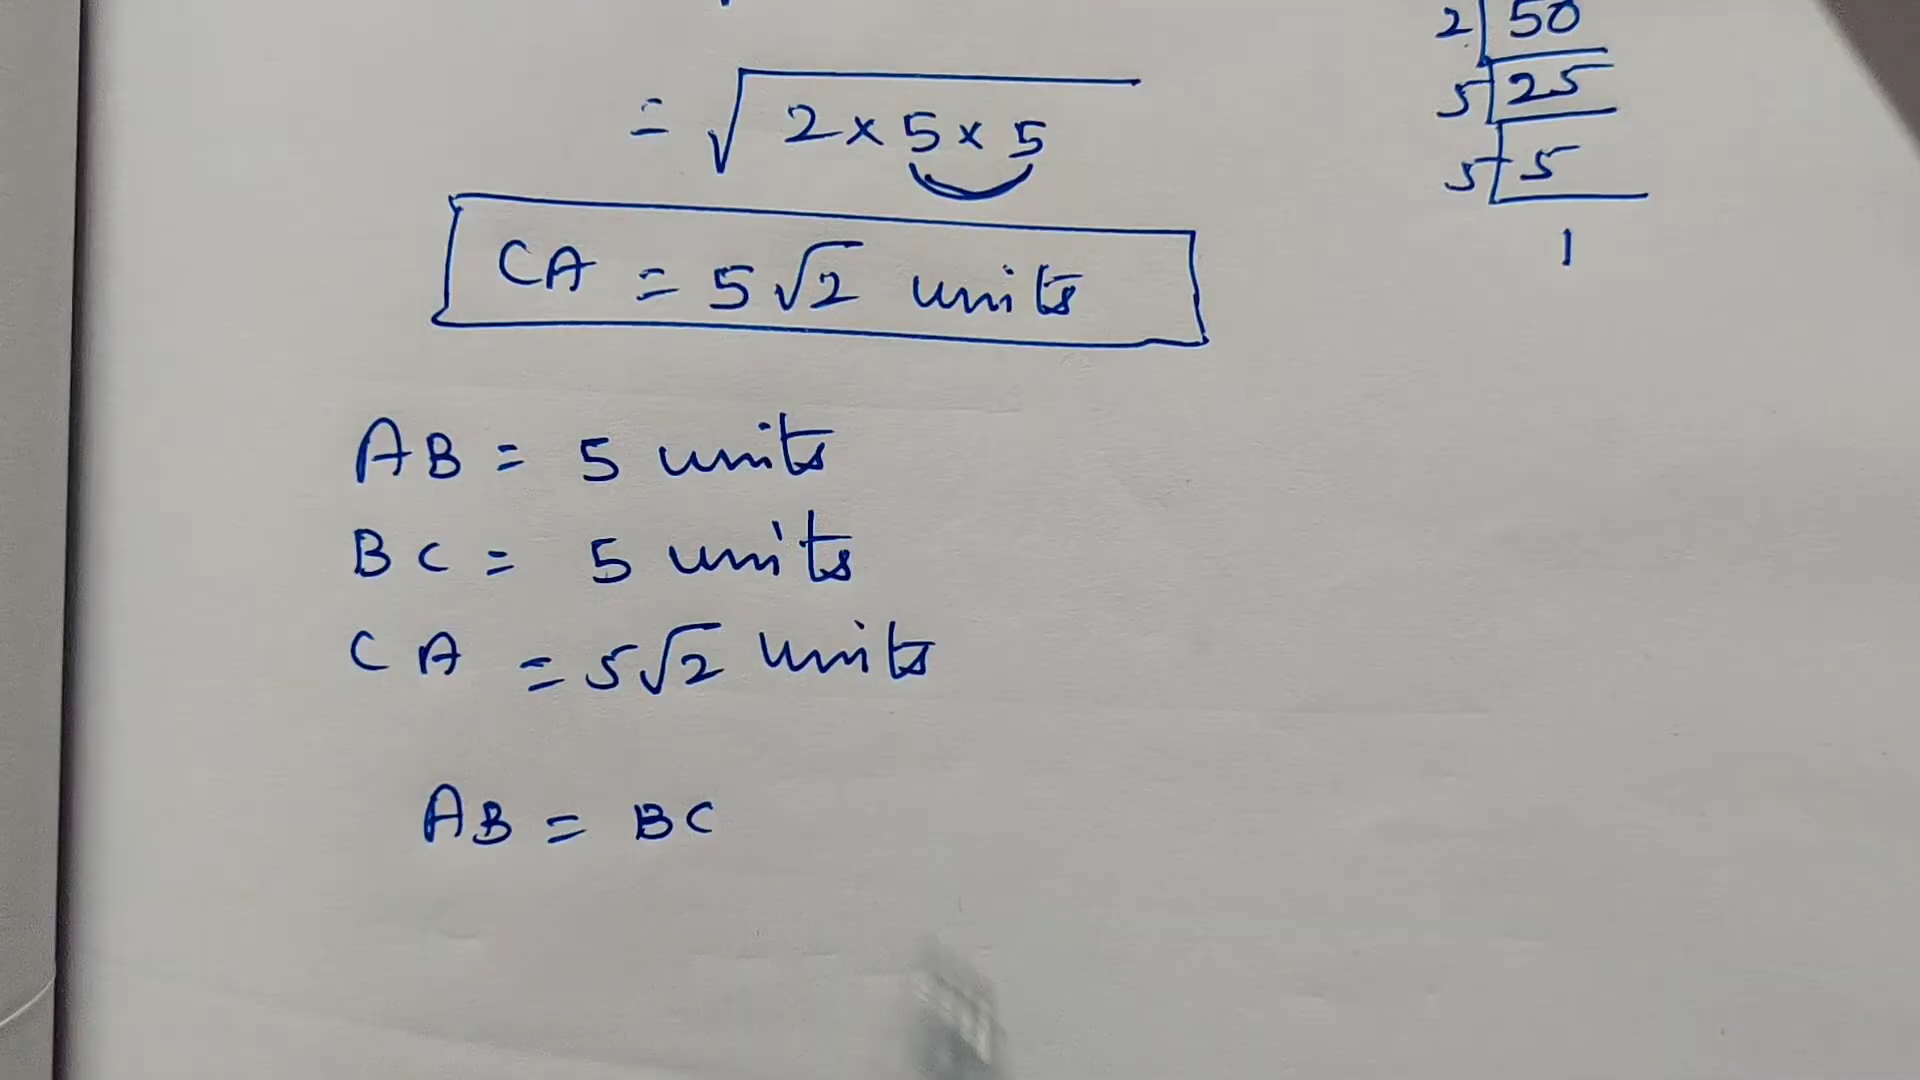 = √2 × 5 × 5
CA = 5√2 units
2 | 50
5 | 25
5 | 5
1
AB = 5 units
BC = 5 units
CA = 5√2 units
AB = BC